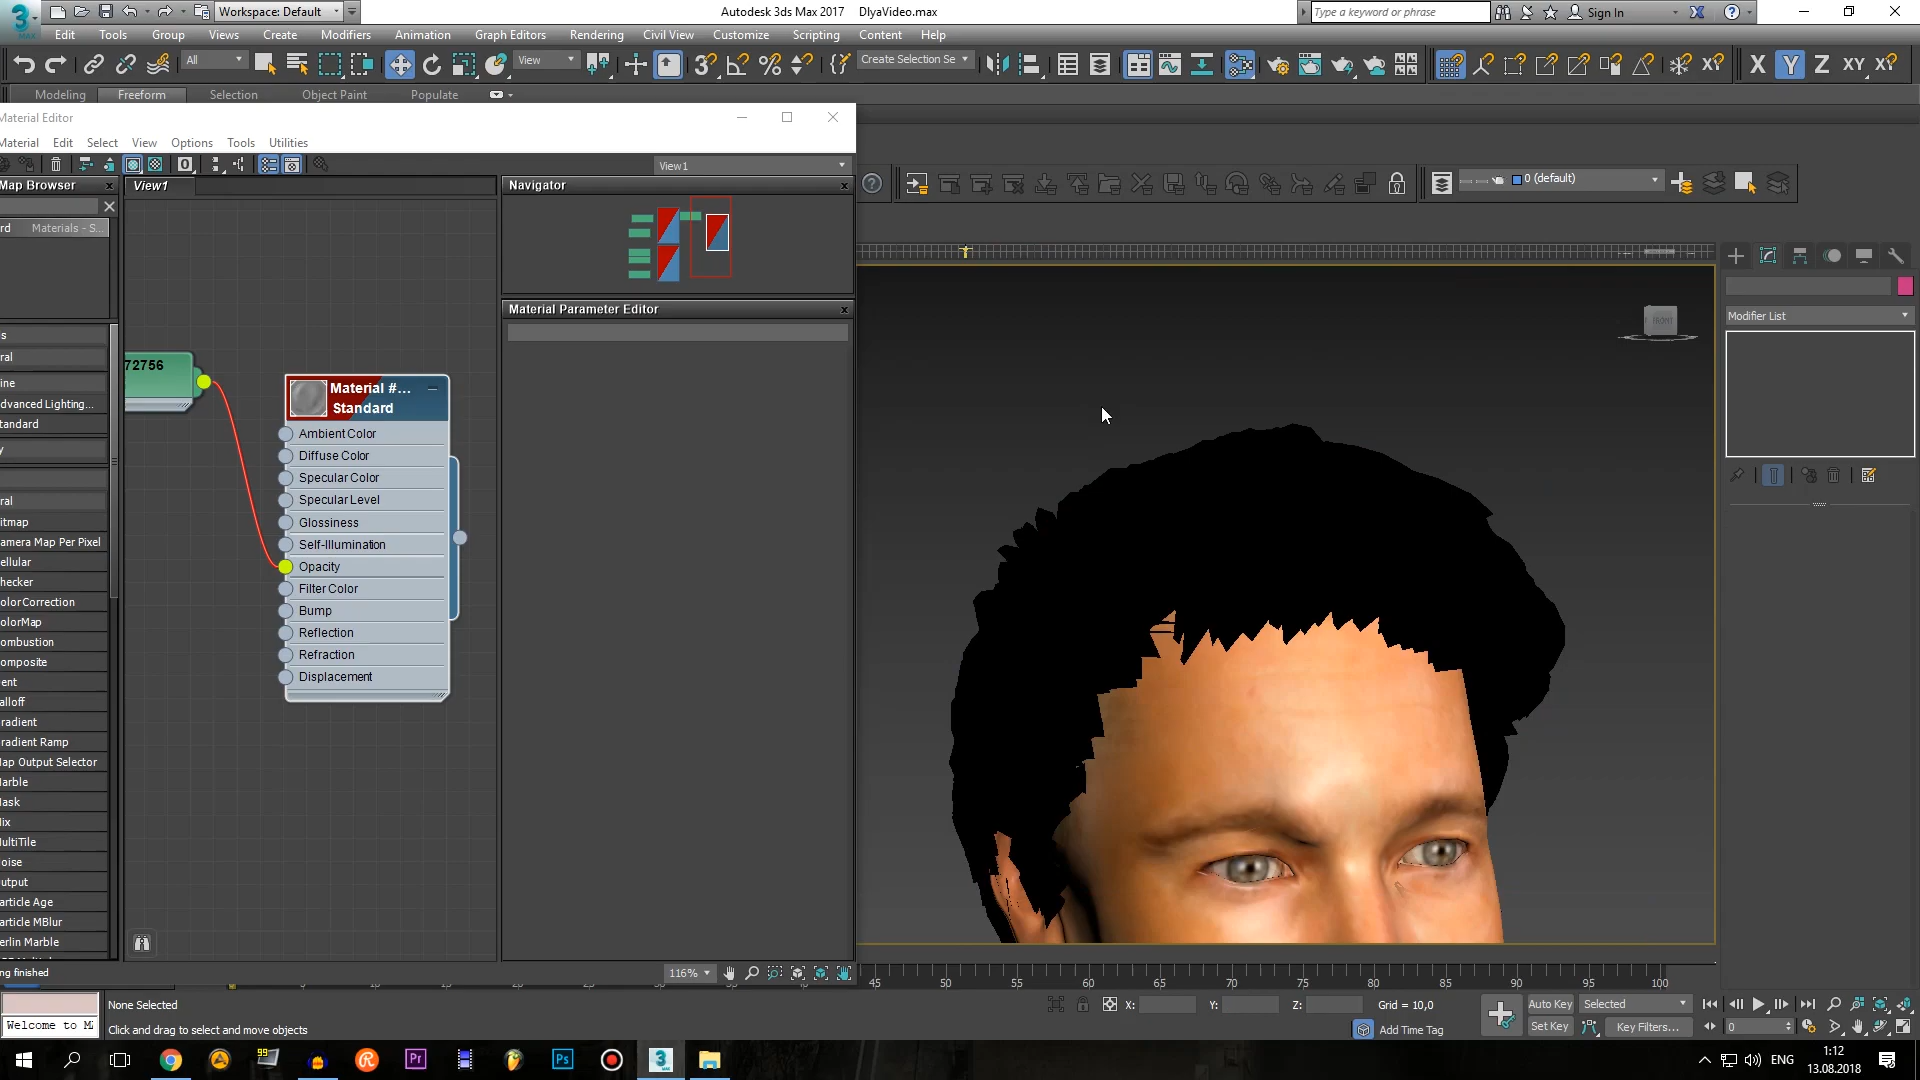 Workspace: Default
Autodesk 3ds Max 2017 DlyaVideo.max
Type a keyword or phrase
Sign In
Edit Tools Group Views Create Modifiers Animation Graph Editors Rendering Civil View Customize Scripting Content Help
All
View
Create Selection Se
X Y Z XY
Modeling Freeform Selection Object Paint Populate
Material Editor
Material Edit Select View Options Tools Utilities
View1
Map Browser
View1
Navigator
0 (default)
rd Materials - S...
FRONT
Modifier List
Material Parameter Editor
s
ral
ine
dvanced Lighting...
tandard
y
ral
itmap
amera Map Per Pixel
ellular
hecker
olorCorrection
olorMap
ombustion
omposite
ent
alloff
radient
radient Ramp
ap Output Selector
arble
ask
ix
ultiTile
oise
utput
article Age
article MBlur
erlin Marble
72756
Material #...
Standard
Ambient Color
Diffuse Color
Specular Color
Specular Level
Glossiness
Self-Illumination
Opacity
Filter Color
Bump
Reflection
Refraction
Displacement
ng finished
116%
45 50 55 60 65 70 75 80 85 90 95 100
None Selected
X: Y: Z: Grid = 10,0
Auto Key Selected
Welcome to M
Click and drag to select and move objects
Add Time Tag
Set Key Key Filters...
0
ENG
1:12
13.08.2018